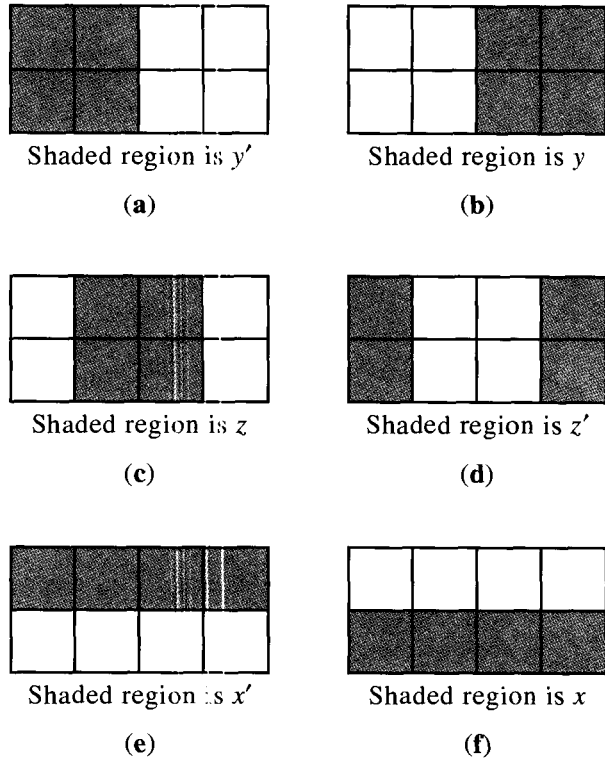 Shaded region is y′
(a)
Shaded region is y
(b)
Shaded region is z
(c)
Shaded region is z′
(d)
Shaded region is x′
(e)
Shaded region is x
(f)